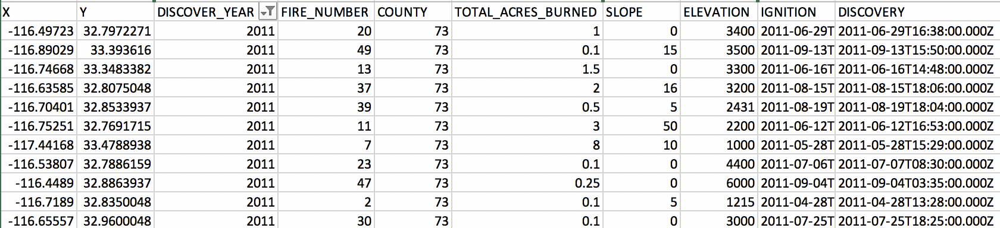 X Y DISCOVER_YEAR FIRE_NUMBER COUNTY TOTAL_ACRES_BURNED SLOPE ELEVATION IGNITION DISCOVERY
-116.49723 32.7972271 2011 20 73 1 0 3400 2011-06-29T 2011-06-29T16:38:00.000Z
-116.89029 33.393616 2011 49 73 0.1 15 3500 2011-09-13T 2011-09-13T15:50:00.000Z
-116.74668 33.3483382 2011 13 73 1.5 0 3300 2011-06-16T 2011-06-16T14:48:00.000Z
-116.63585 32.8075048 2011 37 73 2 16 3200 2011-08-15T 2011-08-15T18:06:00.000Z
-116.70401 32.8533937 2011 39 73 0.5 5 2431 2011-08-19T 2011-08-19T18:04:00.000Z
-116.75251 32.7691715 2011 11 73 3 50 2200 2011-06-12T 2011-06-12T16:53:00.000Z
-117.44168 33.4788938 2011 7 73 8 10 1000 2011-05-28T 2011-05-28T15:29:00.000Z
-116.53807 32.7886159 2011 23 73 0.1 0 4400 2011-07-06T 2011-07-07T08:30:00.000Z
-116.4489 32.8863937 2011 47 73 0.25 0 6000 2011-09-04T 2011-09-04T03:35:00.000Z
-116.7189 32.8350048 2011 2 73 0.1 5 1215 2011-04-28T 2011-04-28T13:28:00.000Z
-116.65557 32.9600048 2011 30 73 0.1 0 3000 2011-07-25T 2011-07-25T18:25:00.000Z